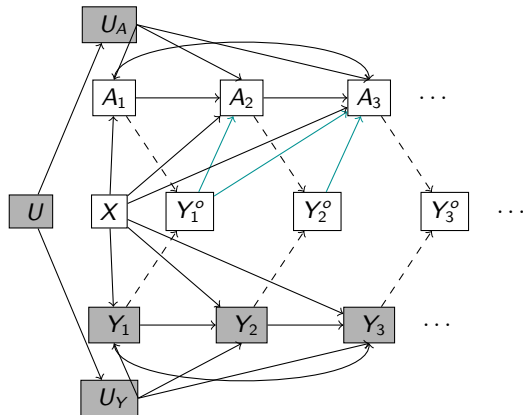 U_A
A_1 A_2 A_3 ...
U X Y_1^o Y_2^o Y_3^o ...
Y_1 Y_2 Y_3 ...
U_Y